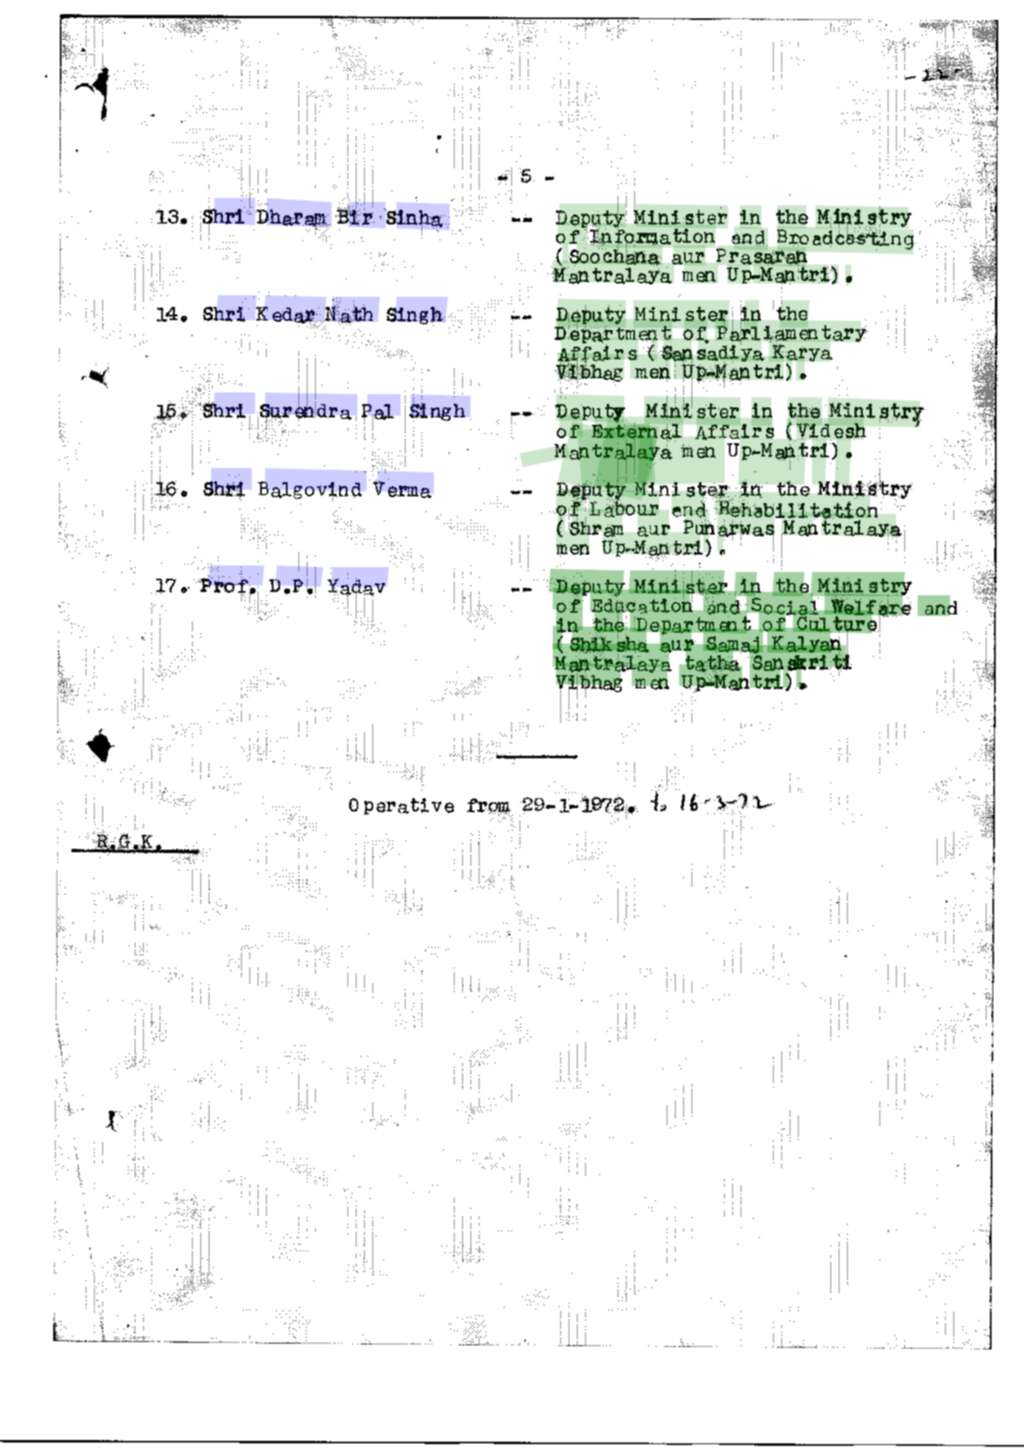 - 5 -
13. Shri Dharam Bir Sinha -- Deputy Minister in the Ministry
of Information and Broadcasting
(Soochana aur Prasaran
Mantralaya men Up-Mantri).
14. Shri Kedar Nath Singh -- Deputy Minister in the
Department of Parliamentary
Affairs (Sansadiya Karya
Vibhag men Up-Mantri).
15. Shri Surendra Pal Singh -- Deputy Minister in the Ministry
of External Affairs (Videsh
Mantralaya men Up-Mantri).
16. Shri Balgovind Verma -- Deputy Minister in the Ministry
of Labour and Rehabilitation
(Shram aur Punarwas Mantralaya
men Up-Mantri).
17. Prof. D.P. Yadav -- Deputy Minister in the Ministry
of Education and Social Welfare and
in the Department of Culture
(Shiksha aur Samaj Kalyan
Mantralaya tatha Sanskriti
Vibhag men Up-Mantri).
Operative from 29-1-1972. to 16-3-72
R.G.K.